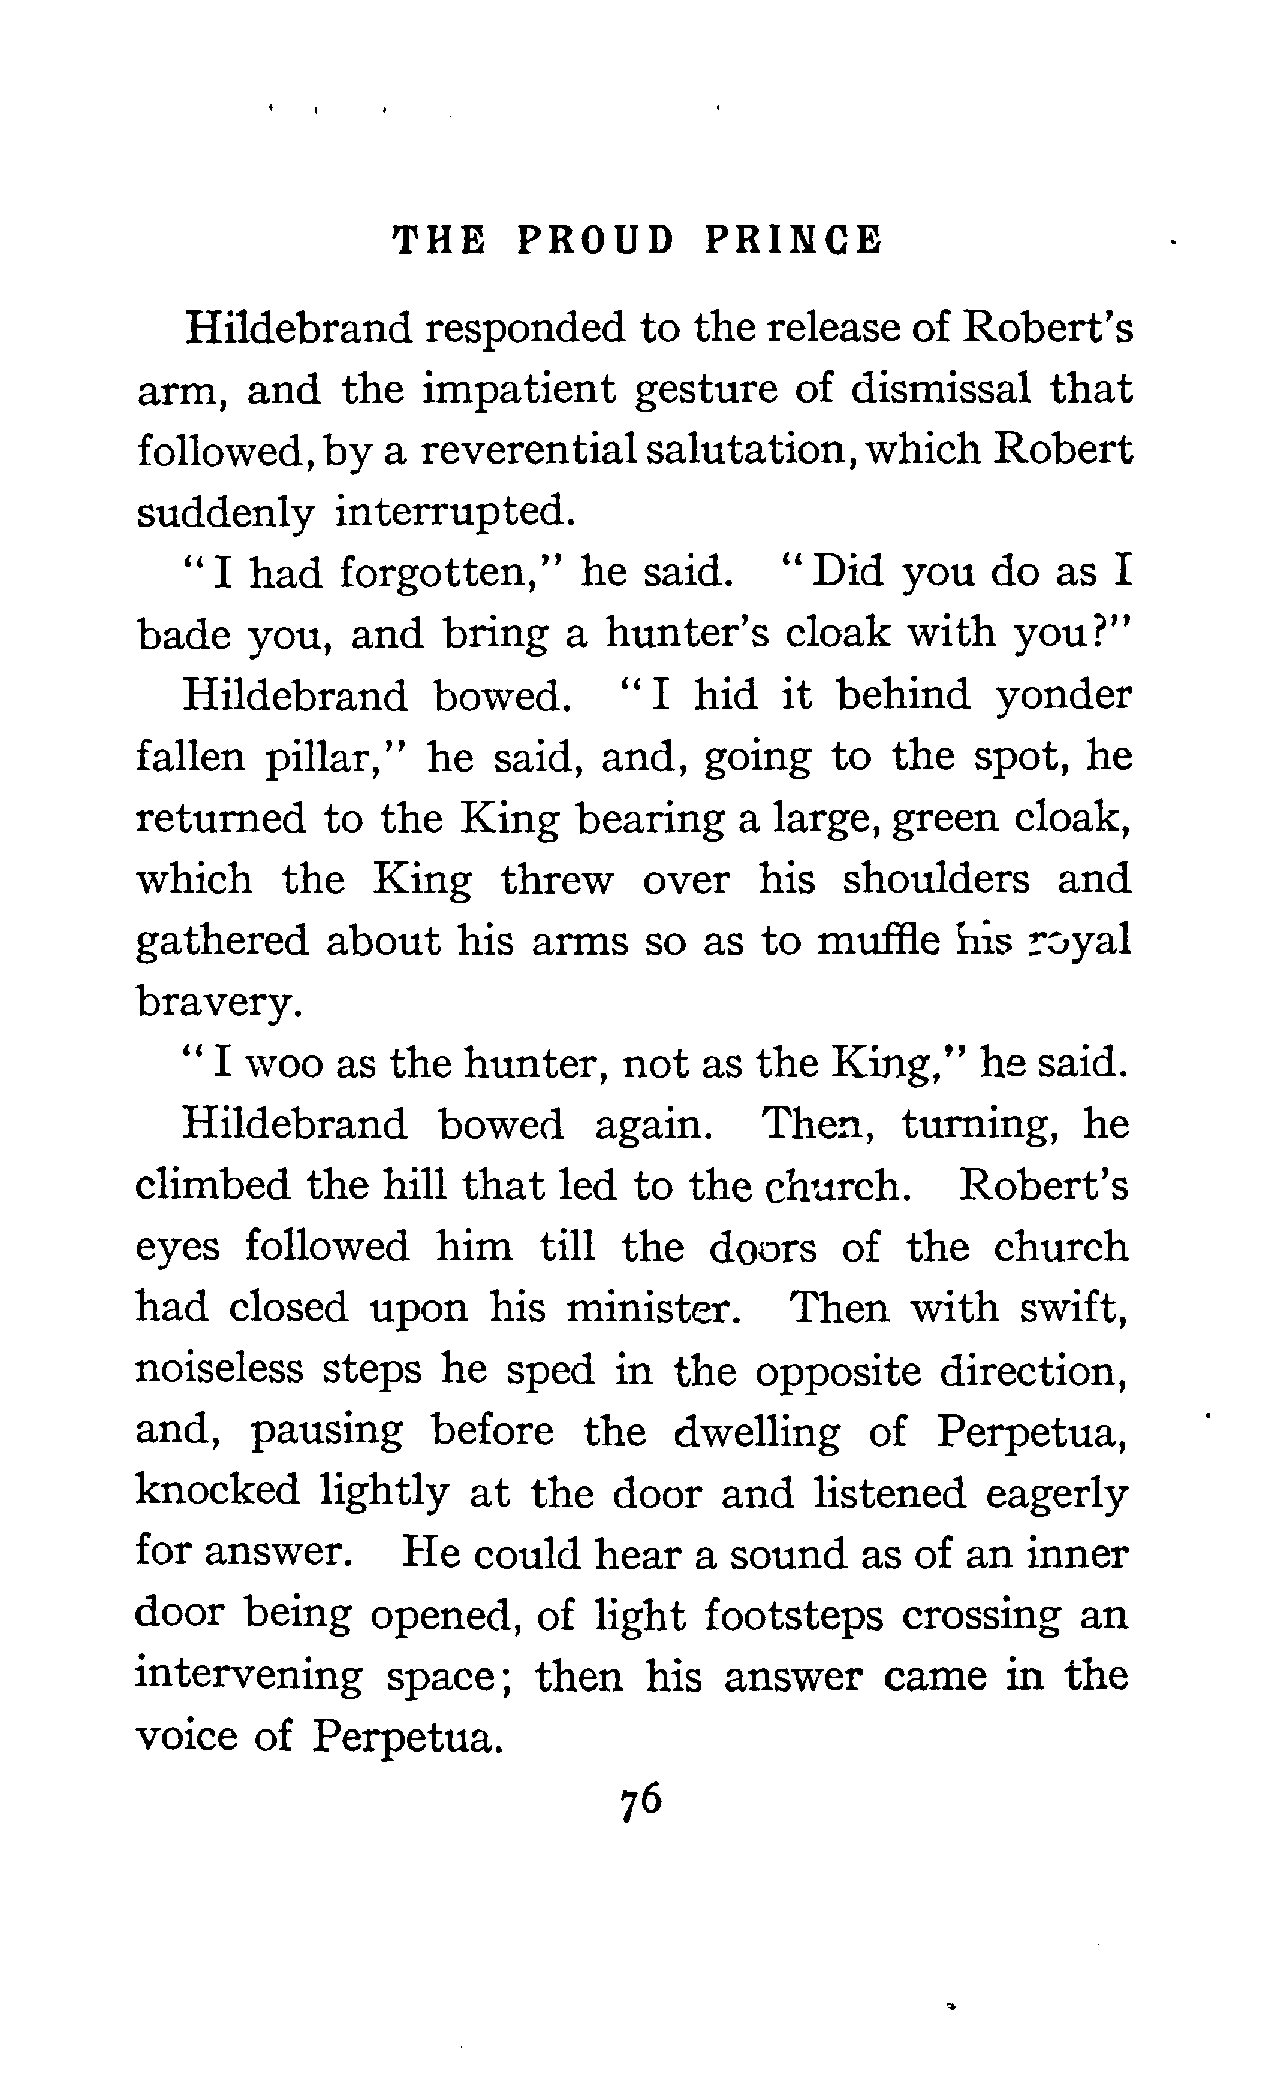 THE PROUD PRINCE
Hildebrand responded to the release of Robert's
arm, and the impatient gesture of dismissal that
followed, by a reverential salutation, which Robert
suddenly interrupted.
"I had forgotten," he said. "Did you do as I
bade you, and bring a hunter's cloak with you?"
Hildebrand bowed. "I hid it behind yonder
fallen pillar," he said, and, going to the spot, he
returned to the King bearing a large, green cloak,
which the King threw over his shoulders and
gathered about his arms so as to muffle his royal
bravery.
"I woo as the hunter, not as the King," he said.
Hildebrand bowed again. Then, turning, he
climbed the hill that led to the church. Robert's
eyes followed him till the doors of the church
had closed upon his minister. Then with swift,
noiseless steps he sped in the opposite direction,
and, pausing before the dwelling of Perpetua,
knocked lightly at the door and listened eagerly
for answer. He could hear a sound as of an inner
door being opened, of light footsteps crossing an
intervening space; then his answer came in the
voice of Perpetua.
76